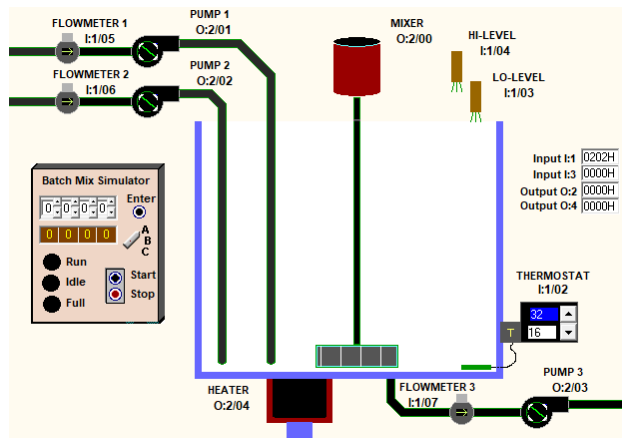 FLOWMETER 1
I:1/05
PUMP 1
O:2/01
MIXER
O:2/00
HI-LEVEL
I:1/04
FLOWMETER 2
I:1/06
PUMP 2
O:2/02
LO-LEVEL
I:1/03
Input I:1 0202H
Input I:3 0000H
Output O:2 0000H
Output O:4 0000H
Batch Mix Simulator
0 0 0 0 Enter
0 0 0 0 A
B
C
Run
Idle
Full
Start
Stop
THERMOSTAT
I:1/02
T
32
16
HEATER
O:2/04
FLOWMETER 3
I:1/07
PUMP 3
O:2/03